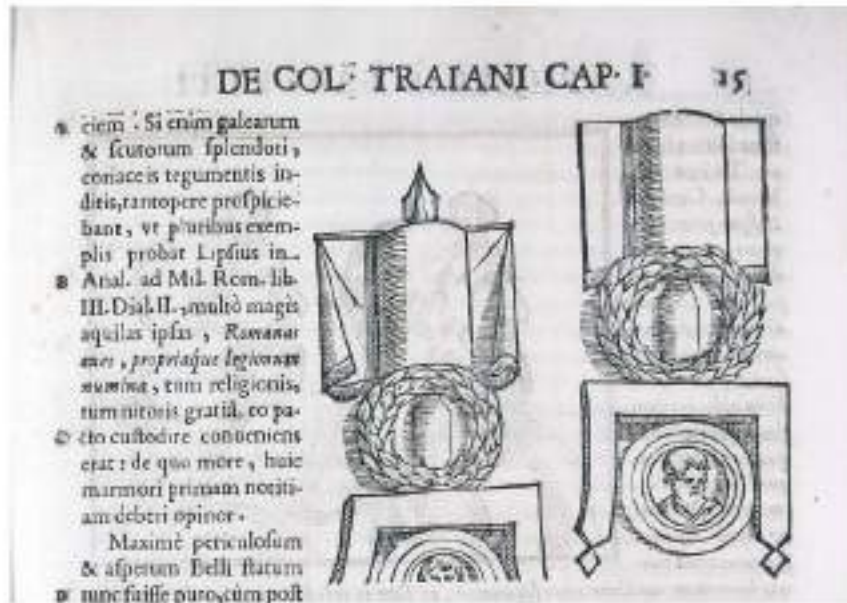 DE COL· TRAIANI CAP· I· 15
A ciem. Si enim galearum
& scutorum splendori,
coriaceis tegumentis in-
ditis, tantopere prospicie-
bant, vt pluribus exem-
plis probat Lipsius in
B Anal. ad Mil. Rom. lib.
III. Dial. II., multò magis
aquilas ipsas, Romanas
aues, propriaque legionum
numina, tum religionis,
tum nitoris gratiâ, eo pa-
C cto custodire conueniens
erat: de quo more, huic
marmori primam notiti-
am deberi opinor.
Maximè periculosum
& asperum Belli statum
D tunc fuisse puto, cùm post